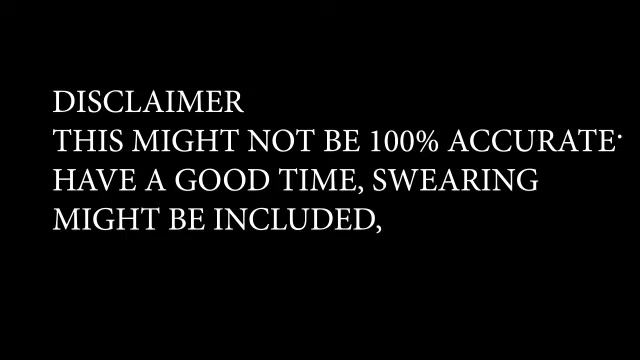 DISCLAIMER
THIS MIGHT NOT BE 100% ACCURATE·
HAVE A GOOD TIME, SWEARING
MIGHT BE INCLUDED,